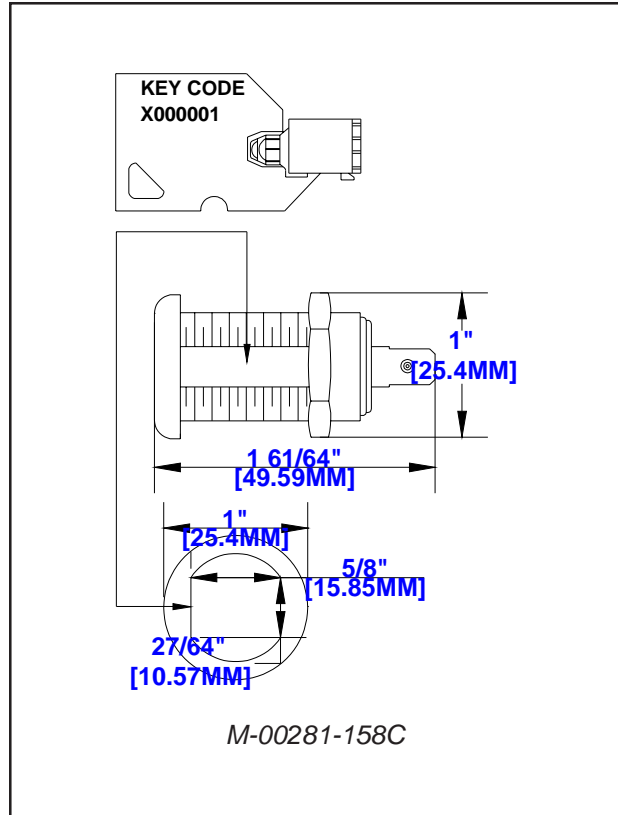 KEY CODE
X000001
1"
[25.4MM]
1 61/64"
[49.59MM]
1"
[25.4MM]
5/8"
[15.85MM]
27/64"
[10.57MM]
M-00281-158C